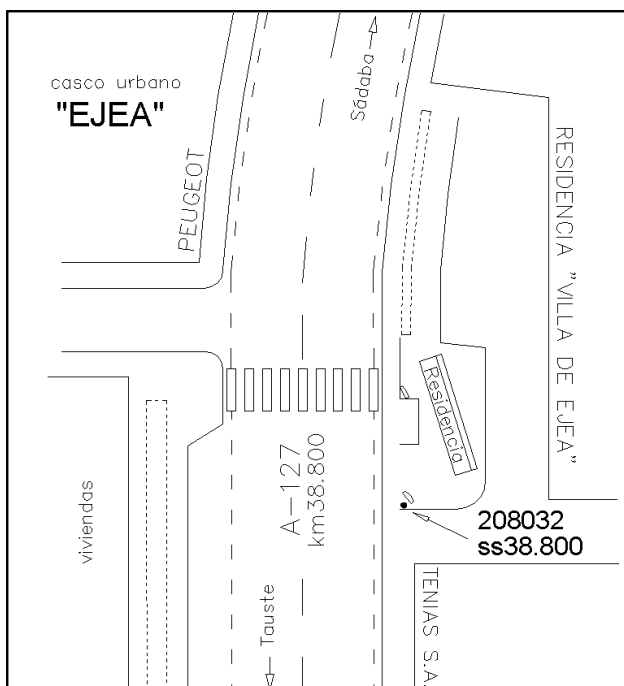 casco urbano
"EJEA"
Sádaba
PEUGEOT
RESIDENCIA "VILLA DE EJEA"
Residencia
A-127
km38.800
208032
ss38.800
viviendas
Tauste
TENIAS S.A.